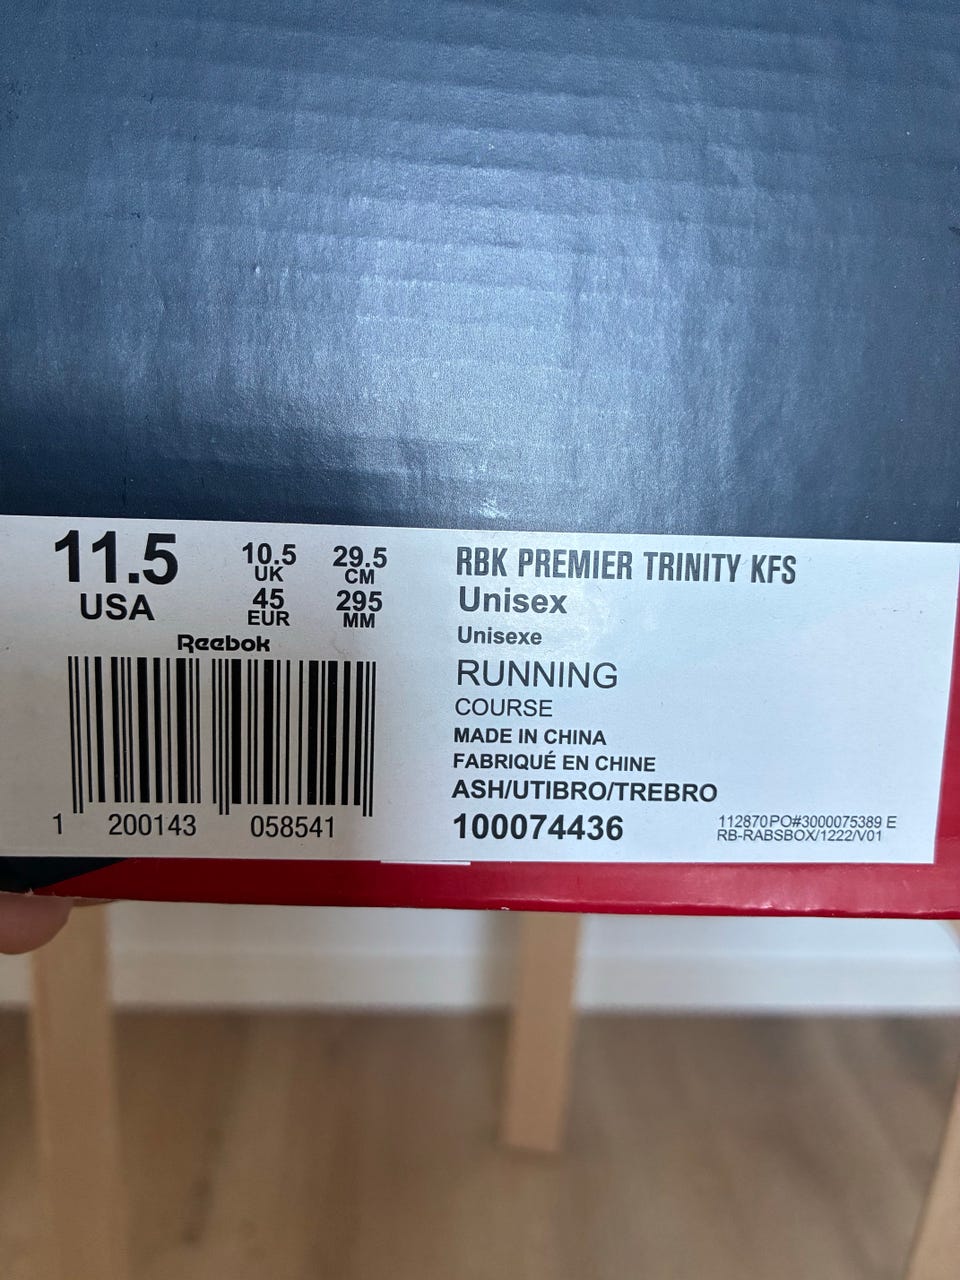 11.5
USA
10.5
UK
45
EUR
29.5
CM
295
MM
Reebok
1 200143 058541
RBK PREMIER TRINITY KFS
Unisex
Unisexe
RUNNING
COURSE
MADE IN CHINA
FABRIQUÉ EN CHINE
ASH/UTIBRO/TREBRO
100074436
112870PO#3000075389 E
RB-RABSBOX/1222/V01